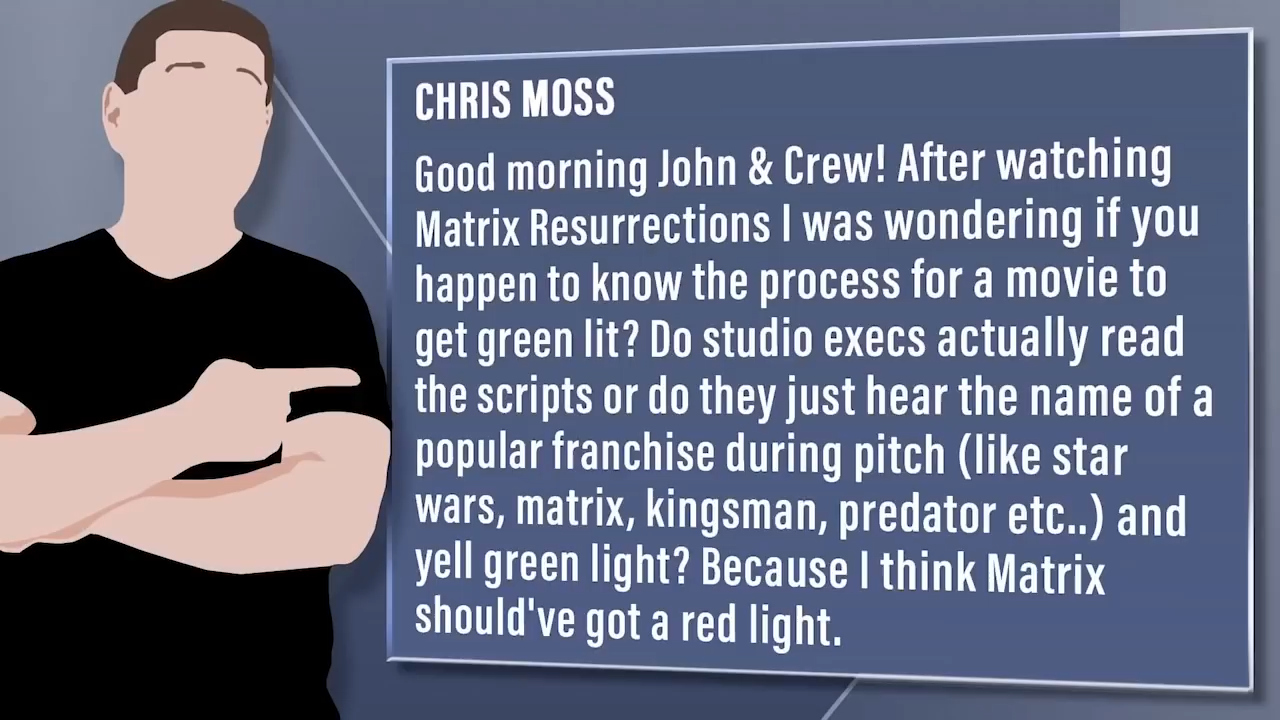 CHRIS MOSS
Good morning John & Crew! After watching
Matrix Resurrections I was wondering if you
happen to know the process for a movie to
get green lit? Do studio execs actually read
the scripts or do they just hear the name of a
popular franchise during pitch (like star
wars, matrix, kingsman, predator etc..) and
yell green light? Because I think Matrix
should've got a red light.